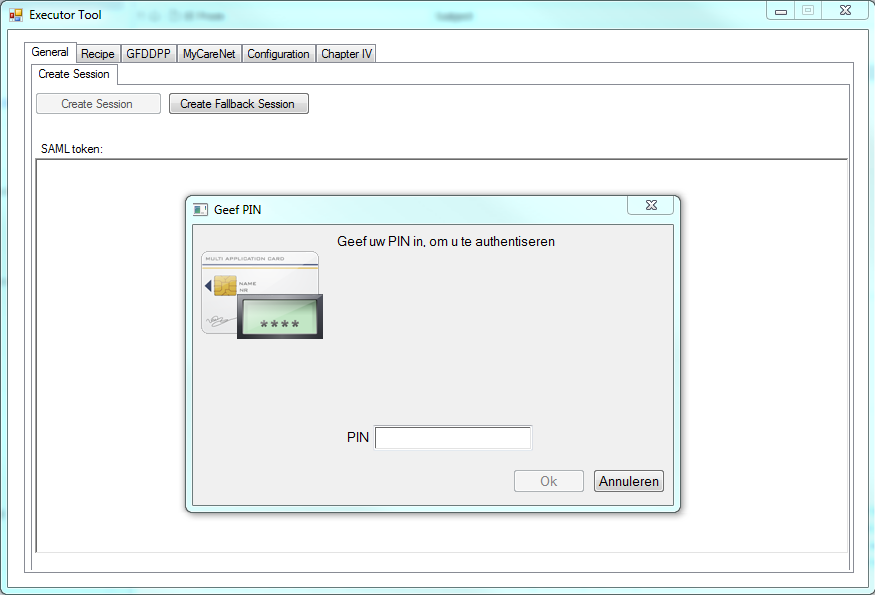 Executor Tool
General Recipe GFDDPP MyCareNet Configuration Chapter IV
Create Session
Create Session Create Fallback Session
SAML token:
Geef PIN
Geef uw PIN in, om u te authentiseren
MULTI APPLICATION CARD
NAME
NR
****
PIN
Ok Annuleren